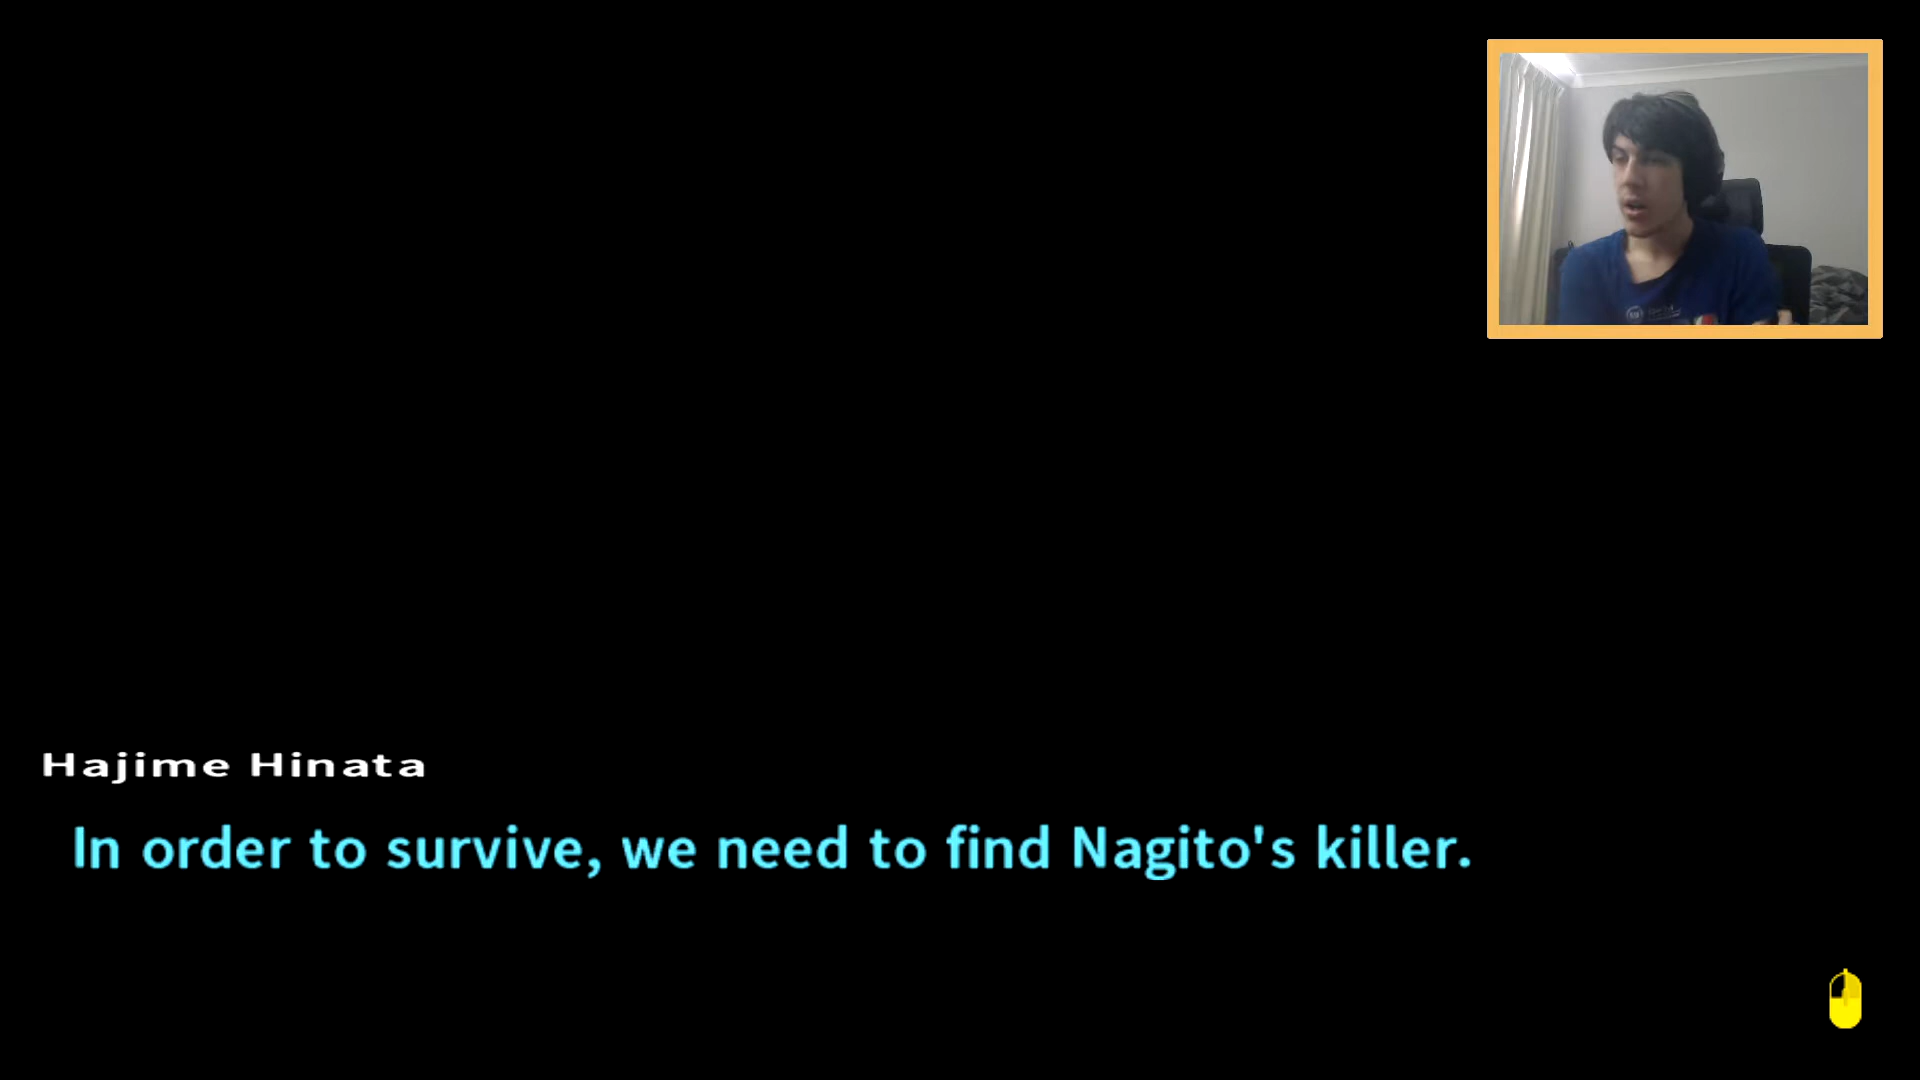 Hajime Hinata
In order to survive, we need to find Nagito's killer.